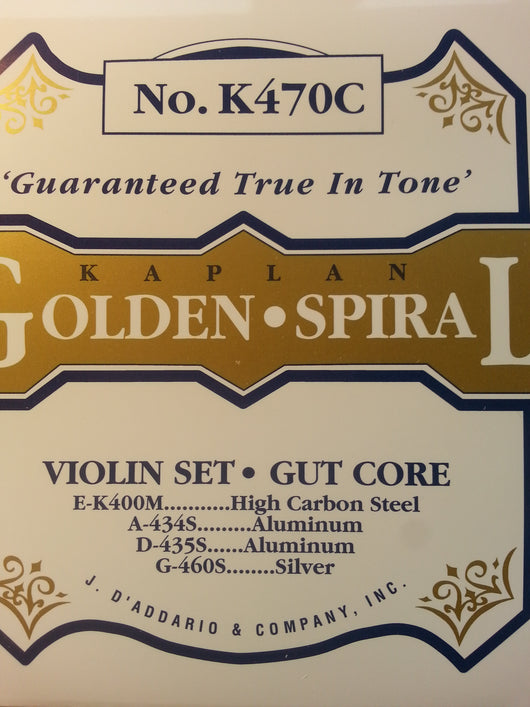 No. K470C
‘Guaranteed True In Tone’
KAPLAN
GOLDEN•SPIRAL
VIOLIN SET • GUT CORE
E-K400M...........High Carbon Steel
A-434S.........Aluminum
D-435S......Aluminum
G-460S........Silver
J. D'ADDARIO & COMPANY, INC.